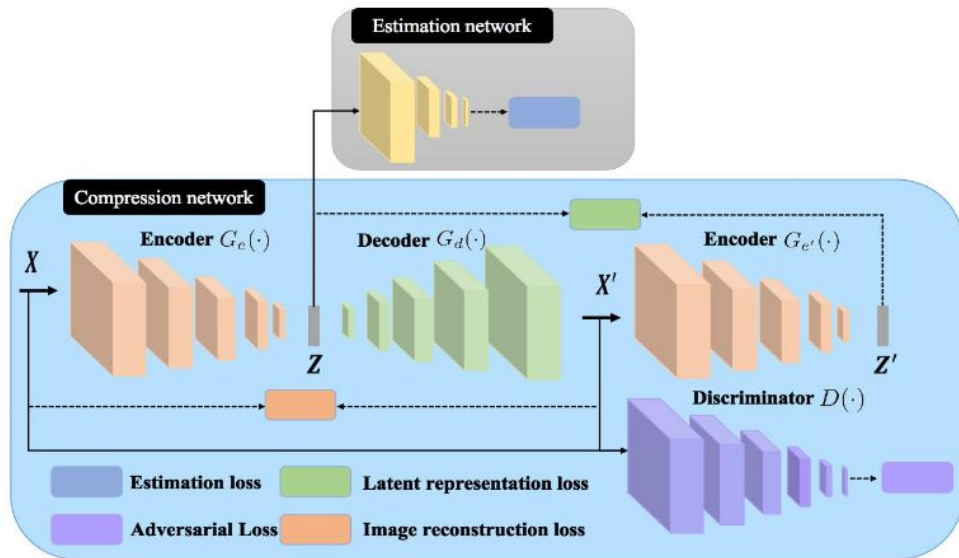 Estimation network
Compression network
Encoder G_e(·)
Decoder G_d(·)
Encoder G_{e'}(·)
X
X'
Z
Z'
Discriminator D(·)
Estimation loss
Latent representation loss
Adversarial Loss
Image reconstruction loss